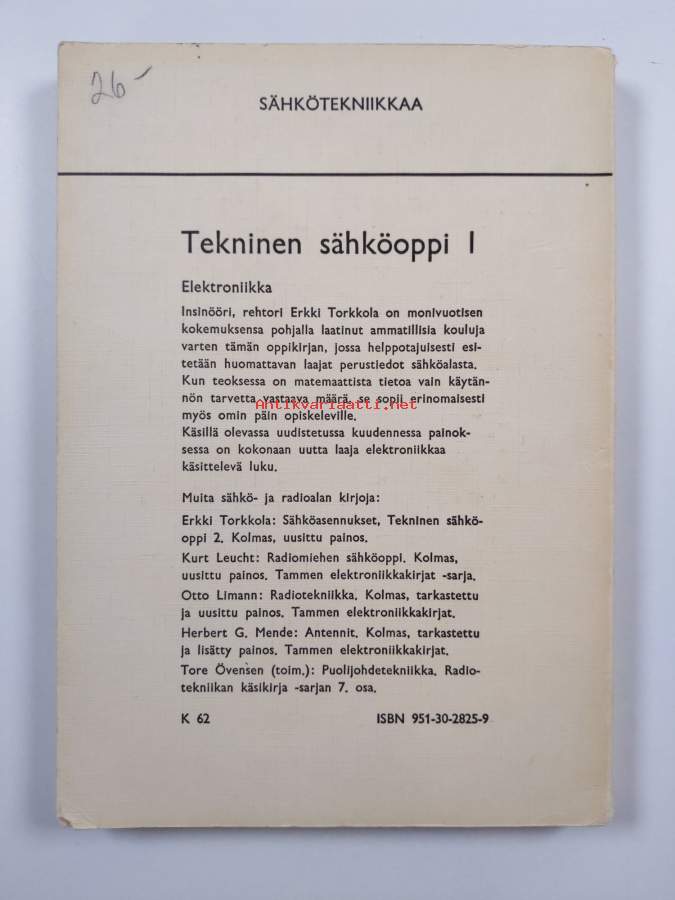 26-
SÄHKÖTEKNIIKKAA
Tekninen sähköoppi I
Elektroniikka
Insinööri, rehtori Erkki Torkkola on monivuotisen
kokemuksensa pohjalla laatinut ammatillisia kouluja
varten tämän oppikirjan, jossa helppotajuisesti esi-
tetään huomattavan laajat perustiedot sähköalasta.
Kun teoksessa on matemaattista tietoa vain käytän-
nön tarvetta vastaava määrä, se sopii erinomaisesti
Antikvariaatti.net
myös omin päin opiskeleville.
Käsillä olevassa uudistetussa kuudennessa painok-
sessa on kokonaan uutta laaja elektroniikkaa
käsittelevä luku.
Muita sähkö- ja radioalan kirjoja:
Erkki Torkkola: Sähköasennukset, Tekninen sähkö-
oppi 2. Kolmas, uusittu painos.
Kurt Leucht: Radiomiehen sähköoppi. Kolmas,
uusittu painos. Tammen elektroniikkakirjat -sarja.
Otto Limann: Radiotekniikka. Kolmas, tarkastettu
ja uusittu painos. Tammen elektroniikkakirjat.
Herbert G. Mende: Antennit. Kolmas, tarkastettu
ja lisätty painos. Tammen elektroniikkakirjat.
Tore Övensen (toim.): Puolijohdetekniikka. Radio-
tekniikan käsikirja -sarjan 7. osa.
K 62 ISBN 951-30-2825-9